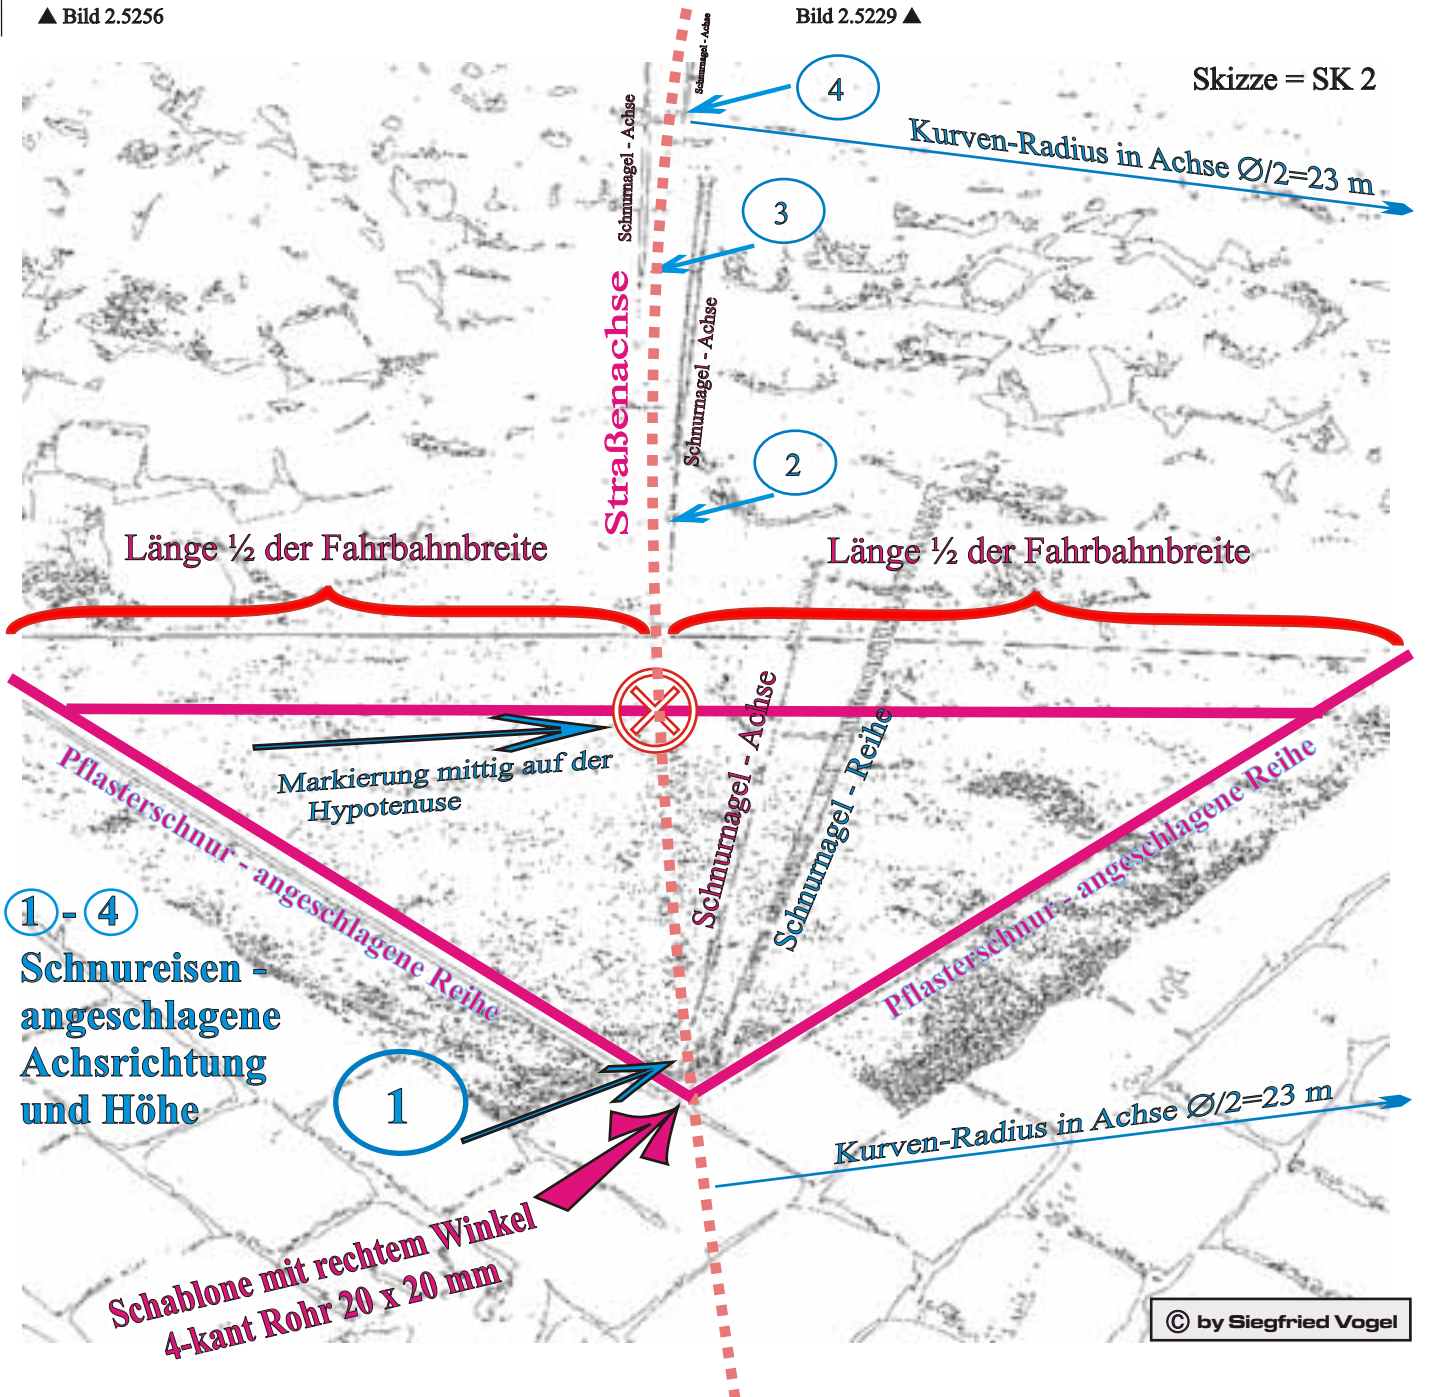 ▲ Bild 2.5256
Bild 2.5229 ▲
Skizze = SK 2
Schnurnagel - Achse
Schnurnagel - Achse
4
Kurven-Radius in Achse Ø/2=23 m
3
Straßenachse
Schnurnagel - Achse
2
Länge ½ der Fahrbahnbreite
Länge ½ der Fahrbahnbreite
Markierung mittig auf der
Hypotenuse
Pflasterschnur - angeschlagene Reihe
Schnurnagel - Achse
Schnurnagel - Reihe
Pflasterschnur - angeschlagene Reihe
1 - 4
Schnureisen -
angeschlagene
Achsrichtung
und Höhe
1
Kurven-Radius in Achse Ø/2=23 m
Schablone mit rechtem Winkel
4-kant Rohr 20 x 20 mm
© by Siegfried Vogel